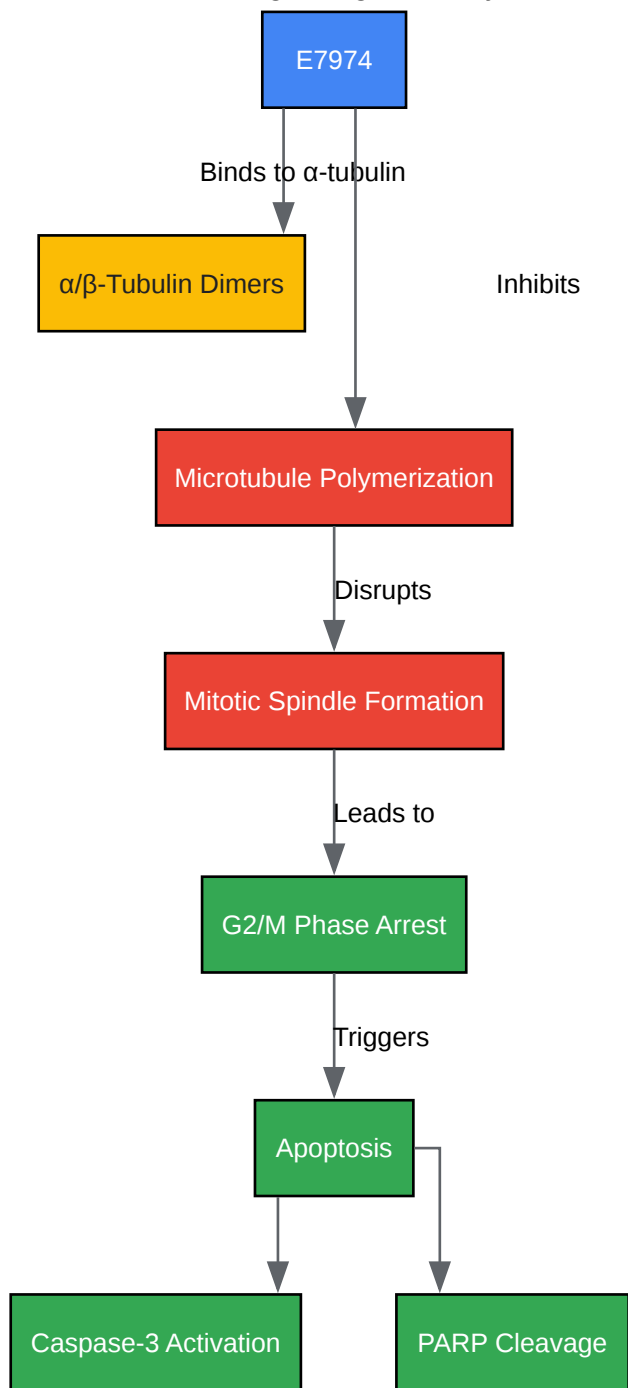 E7974
Binds to α-tubulin
α/β-Tubulin Dimers
Inhibits
Microtubule Polymerization
Disrupts
Mitotic Spindle Formation
Leads to
G2/M Phase Arrest
Triggers
Apoptosis
Caspase-3 Activation
PARP Cleavage